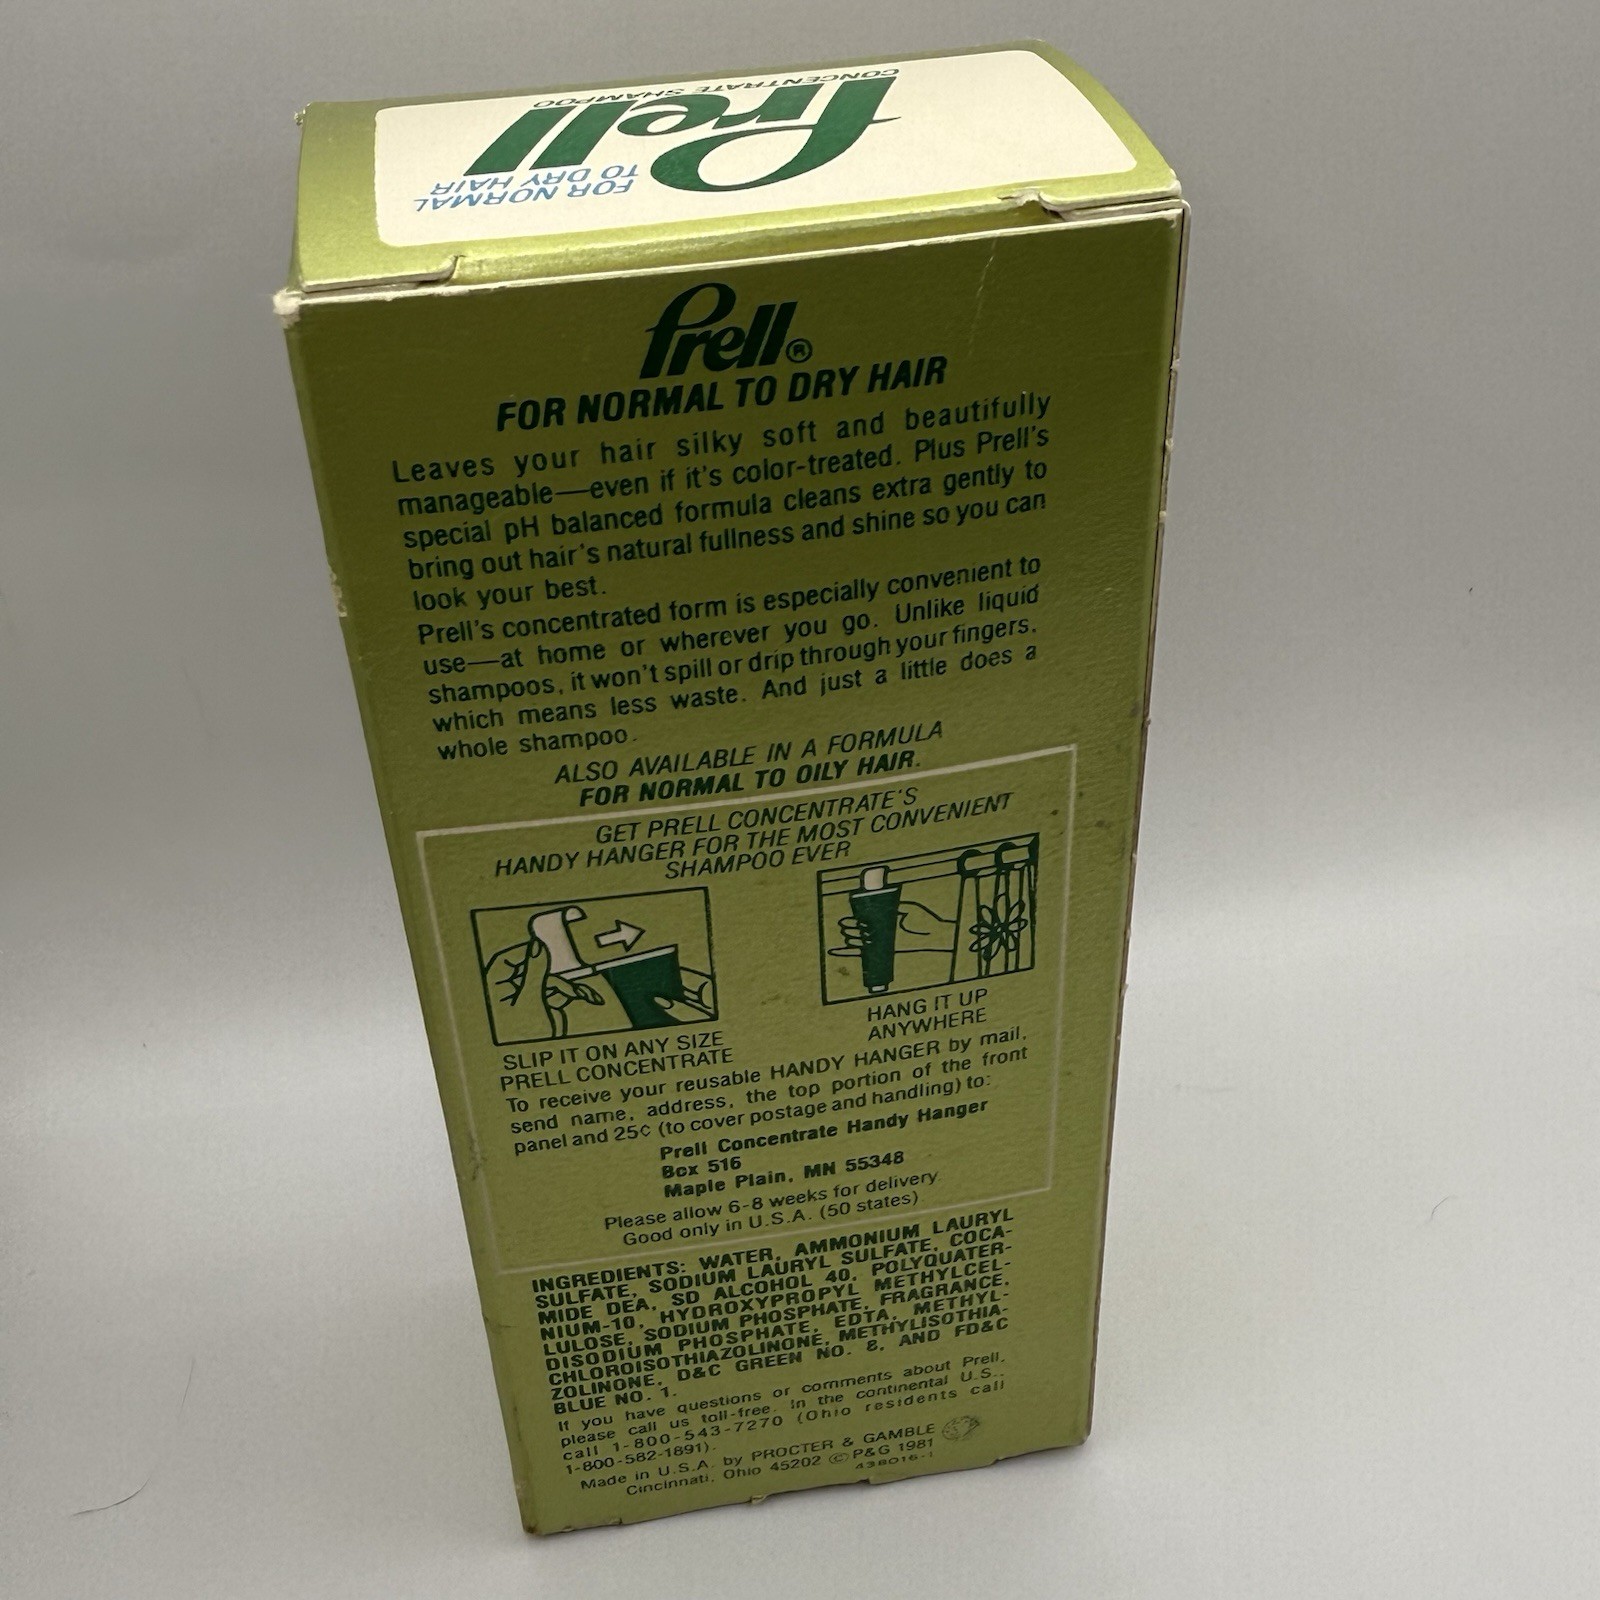 Prell
CONCENTRATE SHAMPOO
FOR NORMAL
TO DRY HAIR
Prell®
FOR NORMAL TO DRY HAIR
Leaves your hair silky soft and beautifully
manageable—even if it's color-treated. Plus Prell's
special pH balanced formula cleans extra gently to
bring out hair's natural fullness and shine so you can
look your best.
Prell's concentrated form is especially convenient to
use—at home or wherever you go. Unlike liquid
shampoos, it won't spill or drip through your fingers,
which means less waste. And just a little does a
whole shampoo.
ALSO AVAILABLE IN A FORMULA
FOR NORMAL TO OILY HAIR.
GET PRELL CONCENTRATE'S
HANDY HANGER FOR THE MOST CONVENIENT
SHAMPOO EVER
SLIP IT ON ANY SIZE
PRELL CONCENTRATE
HANG IT UP
ANYWHERE
To receive your reusable HANDY HANGER by mail,
send name, address, the top portion of the front
panel and 25¢ (to cover postage and handling) to:
Prell Concentrate Handy Hanger
Box 516
Maple Plain, MN 55348
Please allow 6-8 weeks for delivery
Good only in U.S.A. (50 states)
INGREDIENTS: WATER, AMMONIUM LAURYL
SULFATE, SODIUM LAURYL SULFATE, COCA-
MIDE DEA, SD ALCOHOL 40, POLYQUATER-
NIUM-10, HYDROXYPROPYL METHYLCEL-
LULOSE, SODIUM PHOSPHATE, FRAGRANCE,
DISODIUM PHOSPHATE, EDTA, METHYL-
CHLOROISOTHIAZOLINONE, METHYLISOTHIA-
ZOLINONE, D&C GREEN NO. 8, AND FD&C
BLUE NO. 1.
If you have questions or comments about Prell,
please call us toll-free. In the continental U.S.,
call 1-800-543-7270 (Ohio residents call
1-800-582-1891).
Made in U.S.A. by PROCTER & GAMBLE
Cincinnati, Ohio 45202 © P&G 1981
438016-1